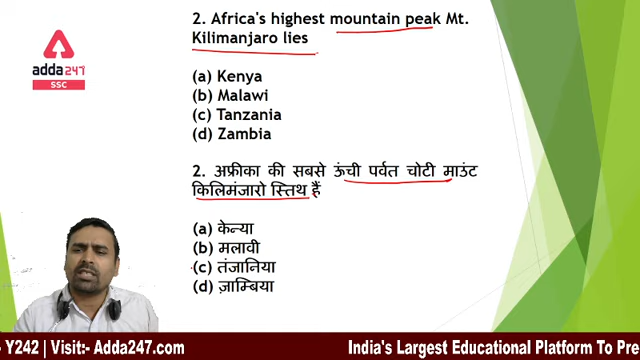 2. Africa's highest mountain peak Mt.
Kilimanjaro lies
adda247
SSC
(a) Kenya
(b) Malawi
(c) Tanzania
(d) Zambia
2. अफ्रीका की सबसे ऊंची पर्वत चोटी माउंट
किलिमंजारो स्तिथ हैं
(a) केन्या
(b) मलावी
(c) तंजानिया
(d) ज़ाम्बिया
- Y242 | Visit:- Adda247.com
India's Largest Educational Platform To Pre